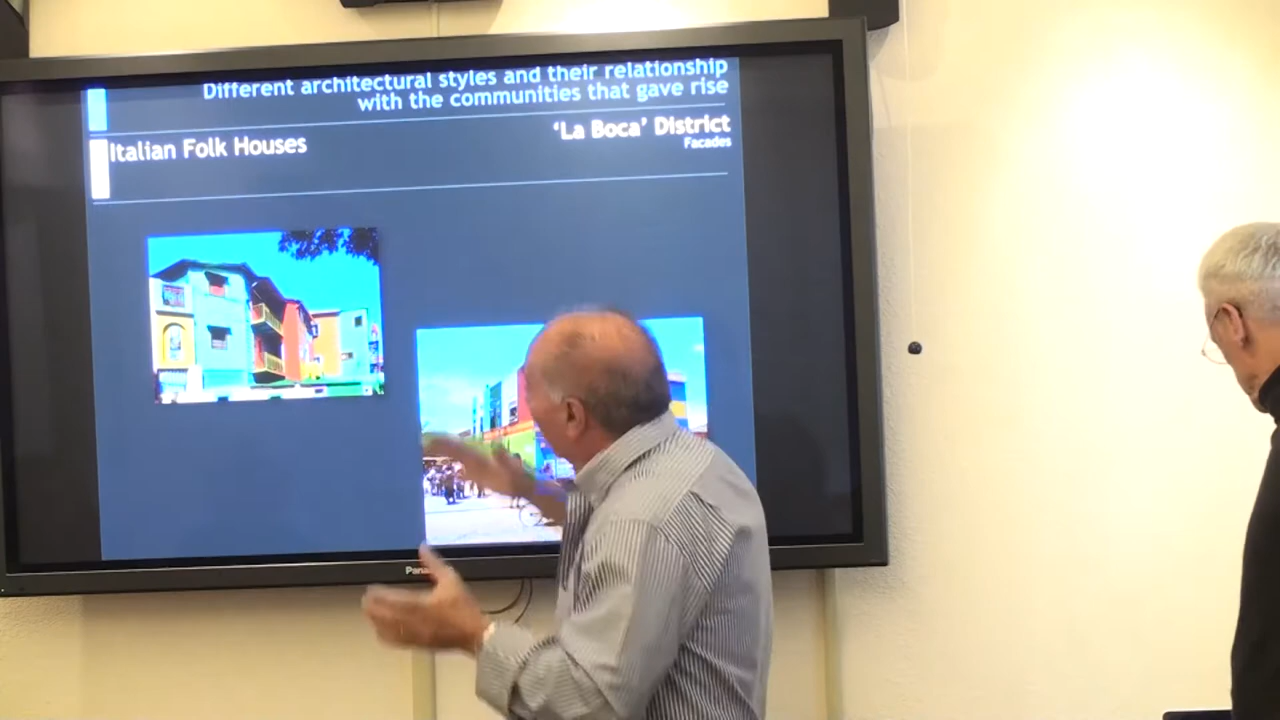 Different architectural styles and their relationship
with the communities that gave rise
Italian Folk Houses
‘La Boca’ District
Facades